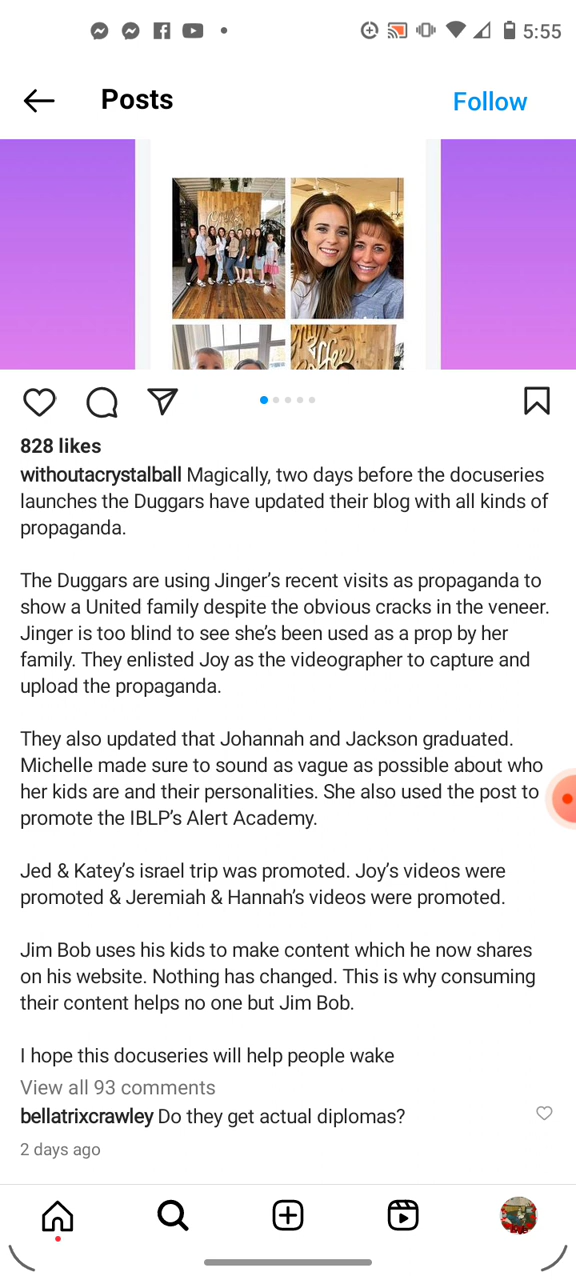 5:55
Posts
Follow
828 likes
withoutacrystalball Magically, two days before the docuseries
launches the Duggars have updated their blog with all kinds of
propaganda.
The Duggars are using Jinger’s recent visits as propaganda to
show a United family despite the obvious cracks in the veneer.
Jinger is too blind to see she’s been used as a prop by her
family. They enlisted Joy as the videographer to capture and
upload the propaganda.
They also updated that Johannah and Jackson graduated.
Michelle made sure to sound as vague as possible about who
her kids are and their personalities. She also used the post to
promote the IBLP’s Alert Academy.
Jed & Katey’s israel trip was promoted. Joy’s videos were
promoted & Jeremiah & Hannah’s videos were promoted.
Jim Bob uses his kids to make content which he now shares
on his website. Nothing has changed. This is why consuming
their content helps no one but Jim Bob.
I hope this docuseries will help people wake
View all 93 comments
bellatrixcrawley Do they get actual diplomas?
2 days ago